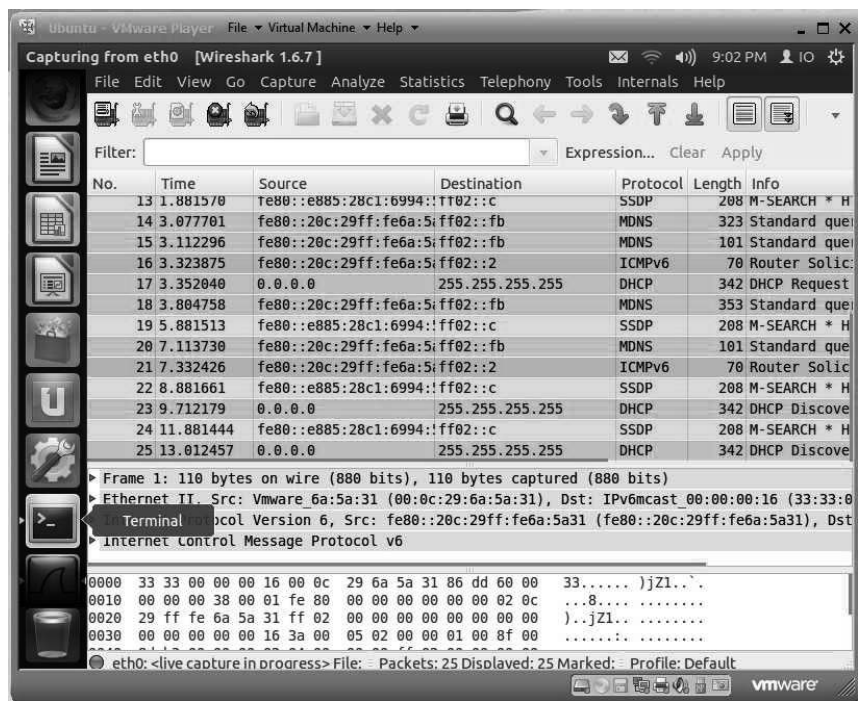 Ubuntu - VMware Player File Virtual Machine Help
Capturing from eth0 [Wireshark 1.6.7] 9:02 PM IO
File Edit View Go Capture Analyze Statistics Telephony Tools Internals Help
Filter: Expression... Clear Apply
No. Time Source Destination Protocol Length Info
13 1.881570 fe80::e885:28c1:6994: ff02::c SSDP 208 M-SEARCH * H
14 3.077701 fe80::20c:29ff:fe6a:5a ff02::fb MDNS 323 Standard que
15 3.112296 fe80::20c:29ff:fe6a:5a ff02::fb MDNS 101 Standard que
16 3.323875 fe80::20c:29ff:fe6a:5a ff02::2 ICMPv6 70 Router Solic
17 3.352040 0.0.0.0 255.255.255.255 DHCP 342 DHCP Request
18 3.804758 fe80::20c:29ff:fe6a:5a ff02::fb MDNS 353 Standard que
19 5.881513 fe80::e885:28c1:6994: ff02::c SSDP 208 M-SEARCH * H
20 7.113730 fe80::20c:29ff:fe6a:5a ff02::fb MDNS 101 Standard que
21 7.332426 fe80::20c:29ff:fe6a:5a ff02::2 ICMPv6 70 Router Solic
22 8.881661 fe80::e885:28c1:6994: ff02::c SSDP 208 M-SEARCH * H
23 9.712179 0.0.0.0 255.255.255.255 DHCP 342 DHCP Discove
24 11.881444 fe80::e885:28c1:6994: ff02::c SSDP 208 M-SEARCH * H
25 13.012457 0.0.0.0 255.255.255.255 DHCP 342 DHCP Discove
Frame 1: 110 bytes on wire (880 bits), 110 bytes captured (880 bits)
Ethernet II, Src: Vmware_6a:5a:31 (00:0c:29:6a:5a:31), Dst: IPv6mcast_00:00:00:16 (33:33:0
Terminal
ocol Version 6, Src: fe80::20c:29ff:fe6a:5a31 (fe80::20c:29ff:fe6a:5a31), Dst
Internet Control Message Protocol v6
0000 33 33 00 00 00 16 00 0c 29 6a 5a 31 86 dd 60 00 33...... )jZ1..`.
0010 00 00 00 38 00 01 fe 80 00 00 00 00 00 00 02 0c ...8.... ........
0020 29 ff fe 6a 5a 31 ff 02 00 00 00 00 00 00 00 00 )..jZ1.. ........
0030 00 00 00 00 00 16 3a 00 05 02 00 00 01 00 8f 00 ......:. ........
eth0: <live capture in progress> File: Packets: 25 Displayed: 25 Marked: Profile: Default
vmware